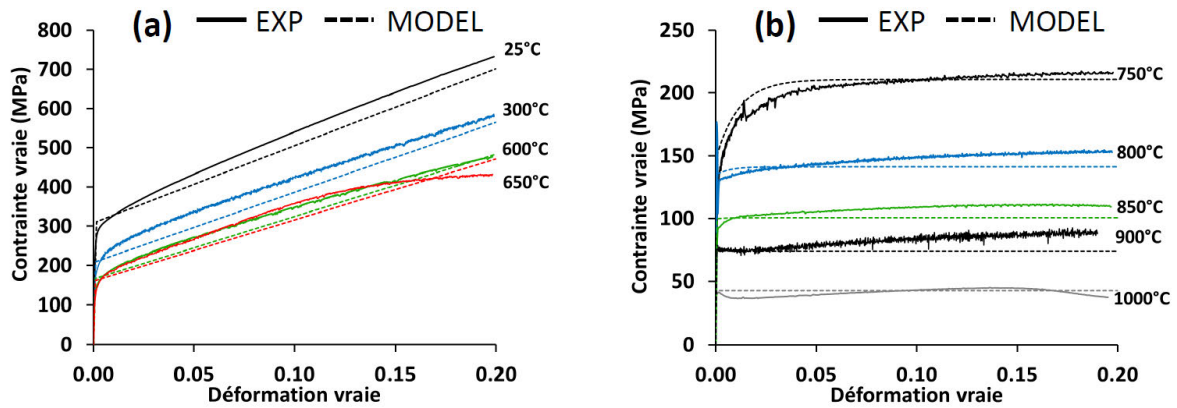 (a) EXP MODEL
Contrainte vraie (MPa)
800
700
600
500
400
300
200
100
0
25°C
300°C
600°C
650°C
0.00 0.05 0.10 0.15 0.20
Déformation vraie
(b) EXP MODEL
Contrainte vraie (MPa)
250
200
150
100
50
0
750°C
800°C
850°C
900°C
1000°C
0.00 0.05 0.10 0.15 0.20
Déformation vraie